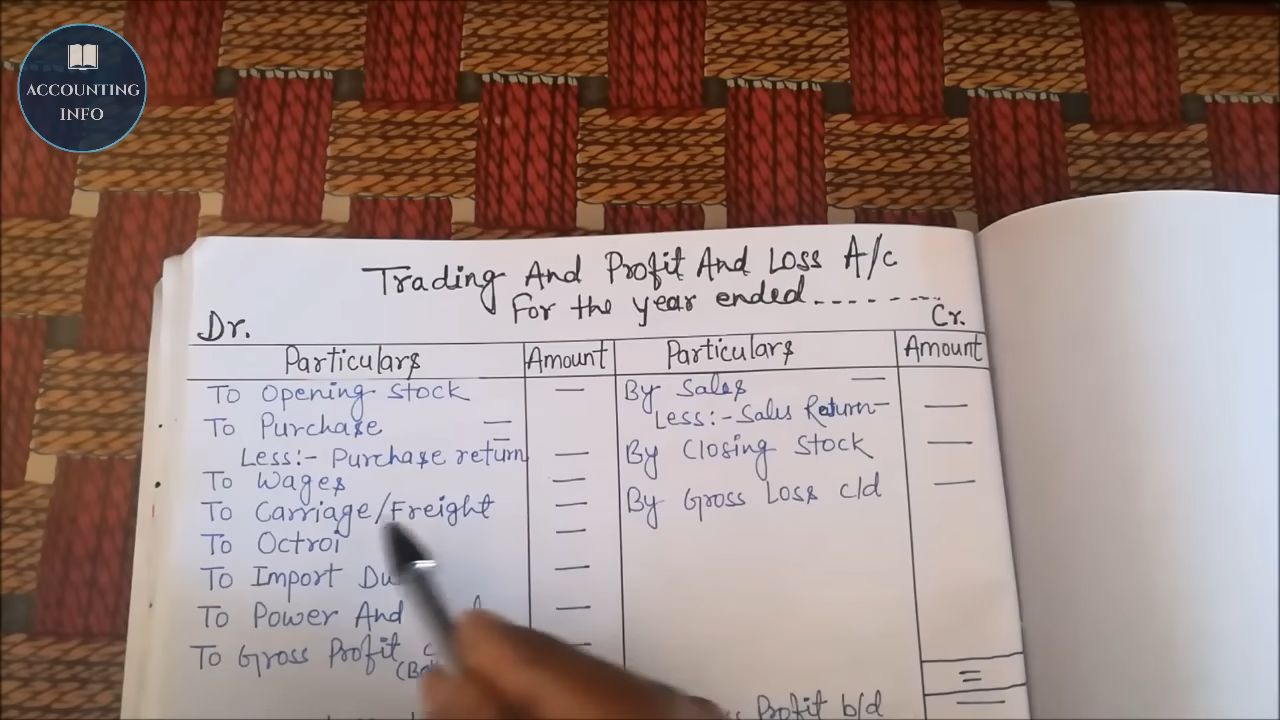 ACCOUNTING
INFO
Trading And Profit And Loss A/c
For the year ended.......
Dr.
Cr.
Particulars Amount Particulars Amount
To Opening Stock
To Purchase
Less:- Purchase return
To Wages
To Carriage/Freight
To Octroi
To Import
To Power And
To Gross Profit
By Sales
Less:- Sales Return
By Closing Stock
By Gross Loss c/d
Profit b/d